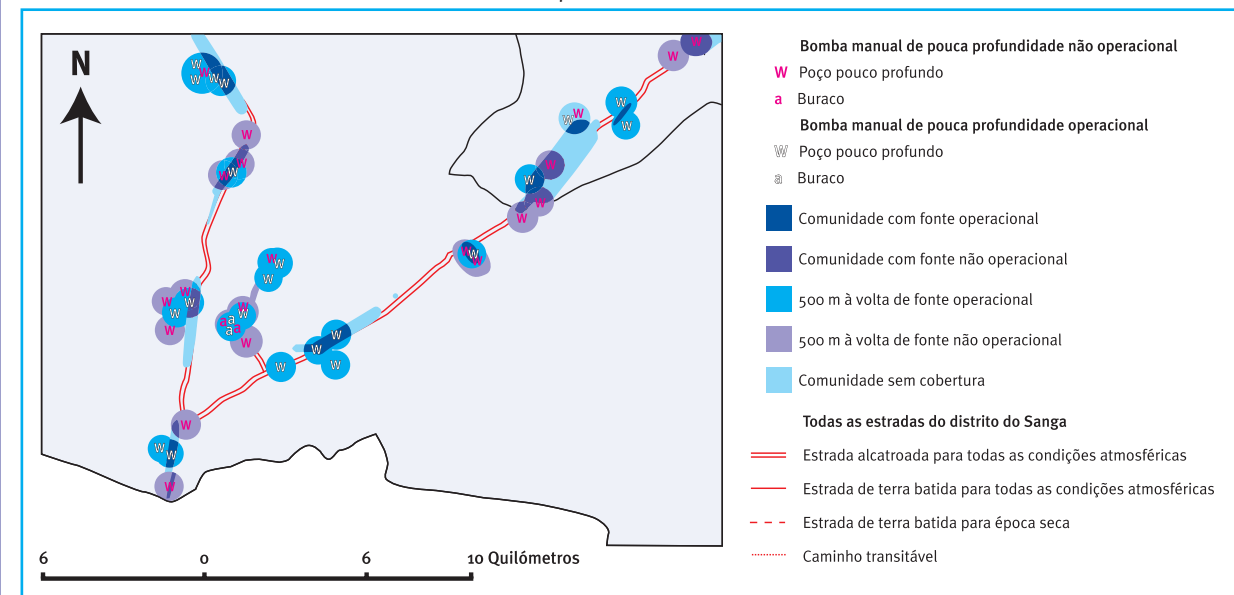 N
6 0 6 10 Quilómetros
Bomba manual de pouca profundidade não operacional
W Poço pouco profundo
a Buraco
Bomba manual de pouca profundidade operacional
W Poço pouco profundo
a Buraco
Comunidade com fonte operacional
Comunidade com fonte não operacional
500 m à volta de fonte operacional
500 m à volta de fonte não operacional
Comunidade sem cobertura
Todas as estradas do distrito do Sanga
Estrada alcatroada para todas as condições atmosféricas
Estrada de terra batida para todas as condições atmosféricas
Estrada de terra batida para época seca
Caminho transitável